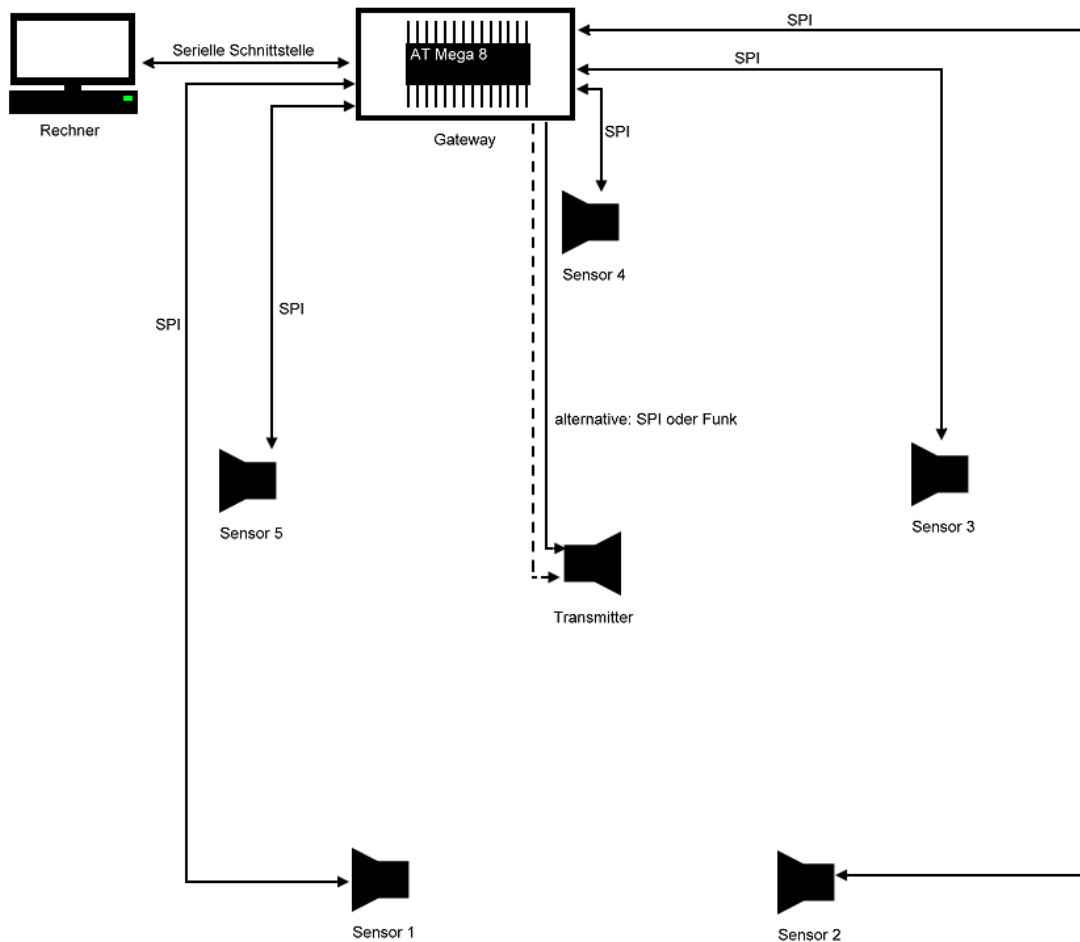 SPI
Serielle Schnittstelle
AT Mega 8
SPI
Rechner
Gateway
SPI
Sensor 4
SPI
SPI
alternative: SPI oder Funk
Sensor 5
Sensor 3
Transmitter
Sensor 1
Sensor 2